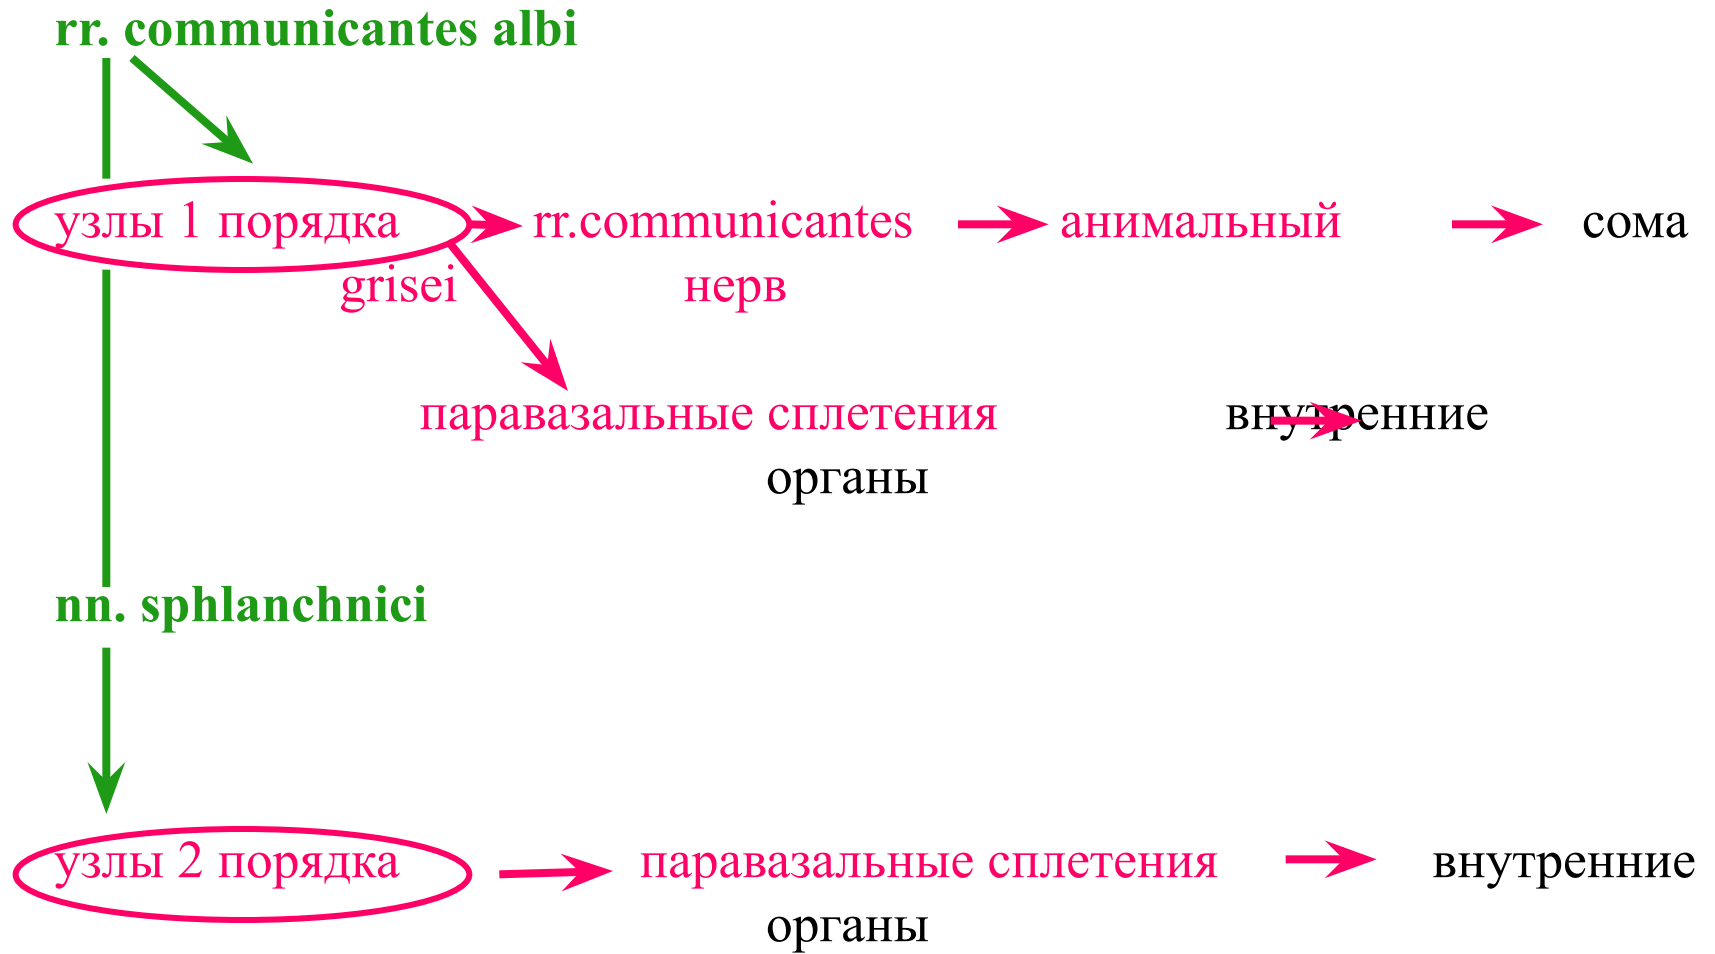 rr. communicantes albi
узлы 1 порядка rr.communicantes анимальный сома
grisei нерв
паравазальные сплетения внутренние
органы
nn. sphlanchnici
узлы 2 порядка паравазальные сплетения внутренние
органы